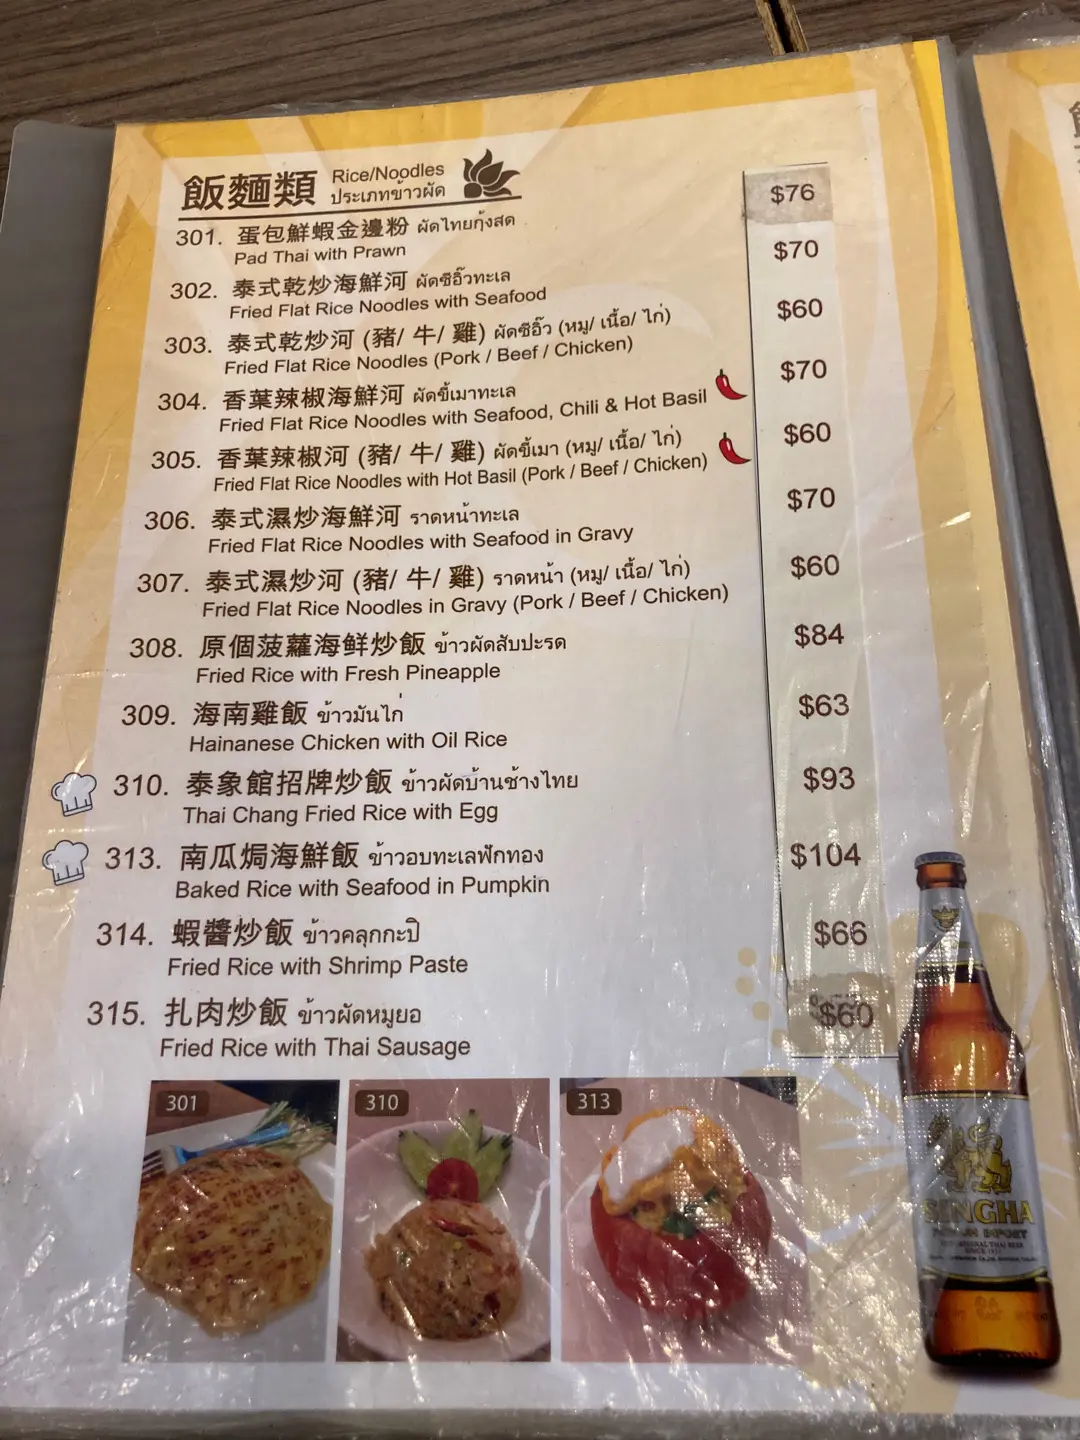 飯麵類 Rice/Noodles
ประเภทข้าวผัด
301. 蛋包鮮蝦金邊粉 ผัดไทยกุ้งสด $76
Pad Thai with Prawn
302. 泰式乾炒海鮮河 ผัดซีอิ๊วทะเล $70
Fried Flat Rice Noodles with Seafood
303. 泰式乾炒河 (豬/ 牛/ 雞) ผัดซีอิ๊ว (หมู/ เนื้อ/ ไก่) $60
Fried Flat Rice Noodles (Pork / Beef / Chicken)
304. 香葉辣椒海鮮河 ผัดขี้เมาทะเล $70
Fried Flat Rice Noodles with Seafood, Chili & Hot Basil
305. 香葉辣椒河 (豬/ 牛/ 雞) ผัดขี้เมา (หมู/ เนื้อ/ ไก่) $60
Fried Flat Rice Noodles with Hot Basil (Pork / Beef / Chicken)
306. 泰式濕炒海鮮河 ราดหน้าทะเล $70
Fried Flat Rice Noodles with Seafood in Gravy
307. 泰式濕炒河 (豬/ 牛/ 雞) ราดหน้า (หมู/ เนื้อ/ ไก่) $60
Fried Flat Rice Noodles in Gravy (Pork / Beef / Chicken)
308. 原個菠蘿海鮮炒飯 ข้าวผัดสับปะรด $84
Fried Rice with Fresh Pineapple
309. 海南雞飯 ข้าวมันไก่ $63
Hainanese Chicken with Oil Rice
310. 泰象館招牌炒飯 ข้าวผัดบ้านช้างไทย $93
Thai Chang Fried Rice with Egg
313. 南瓜焗海鮮飯 ข้าวอบทะเลฟักทอง $104
Baked Rice with Seafood in Pumpkin
314. 蝦醬炒飯 ข้าวคลุกกะปิ $66
Fried Rice with Shrimp Paste
315. 扎肉炒飯 ข้าวผัดหมูยอ $60
Fried Rice with Thai Sausage
301
310
313
SINGHA